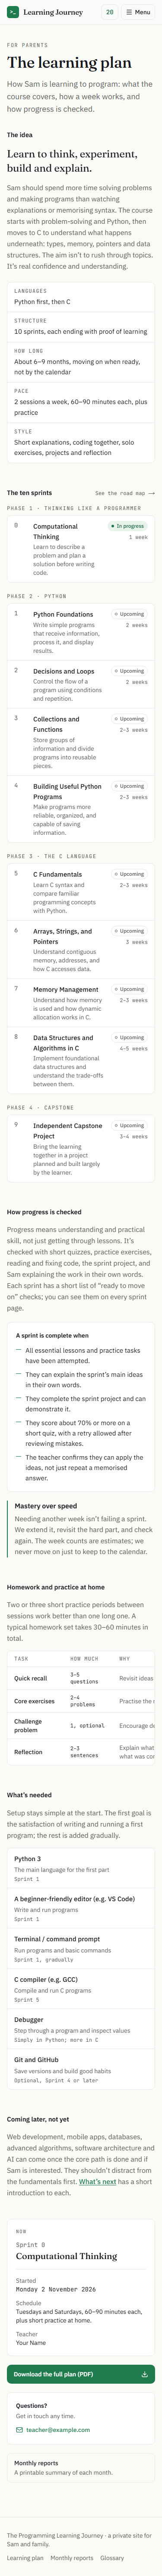 >_ Learning Journey 20 ☰ Menu
FOR PARENTS
The learning plan
How Sam is learning to program: what the
course covers, how a week works, and
how progress is checked.
The idea
Learn to think, experiment,
build and explain.
Sam should spend more time solving problems
and making programs than watching
explanations or memorising syntax. The course
starts with problem-solving and Python, then
moves to C to understand what happens
underneath: types, memory, pointers and data
structures. The aim isn't to rush through topics.
It's real confidence and understanding.
LANGUAGES
Python first, then C
STRUCTURE
10 sprints, each ending with proof of learning
HOW LONG
About 6–9 months, moving on when ready,
not by the calendar
PACE
2 sessions a week, 60–90 minutes each, plus
practice
STYLE
Short explanations, coding together, solo
exercises, projects and reflection
The ten sprints See the road map →
PHASE 1 · THINKING LIKE A PROGRAMMER
0 Computational In progress
Thinking 1 week
Learn to describe a
problem and plan a
solution before writing
code.
PHASE 2 · PYTHON
1 Python Foundations Upcoming
Write simple programs 2 weeks
that receive information,
process it, and display
results.
2 Decisions and Loops Upcoming
Control the flow of a 2 weeks
program using conditions
and repetition.
3 Collections and Upcoming
Functions 2–3 weeks
Store groups of
information and divide
programs into reusable
pieces.
4 Building Useful Python Upcoming
Programs 2–3 weeks
Make programs more
reliable, organized, and
capable of saving
information.
PHASE 3 · THE C LANGUAGE
5 C Fundamentals Upcoming
Learn C syntax and 2–3 weeks
compare familiar
programming concepts
with Python.
6 Arrays, Strings, and Upcoming
Pointers 3 weeks
Understand contiguous
memory, addresses, and
how C accesses data.
7 Memory Management Upcoming
Understand how memory 2–3 weeks
is used and how dynamic
allocation works in C.
8 Data Structures and Upcoming
Algorithms in C 4–5 weeks
Implement foundational
data structures and
understand the trade-offs
between them.
PHASE 4 · CAPSTONE
9 Independent Capstone Upcoming
Project 3–4 weeks
Bring the learning
together in a project
planned and built largely
by the learner.
How progress is checked
Progress means understanding and practical
skill, not just getting through lessons. It's
checked with short quizzes, practice exercises,
reading and fixing code, the sprint project, and
Sam explaining the work in their own words.
Each sprint has a short list of “ready to move
on” checks; you can see them on every sprint
page.
A sprint is complete when
— All essential lessons and practice tasks
have been attempted.
— They can explain the sprint's main ideas
in their own words.
— They complete the sprint project and can
demonstrate it.
— They score about 70% or more on a
short quiz, with a retry allowed after
reviewing mistakes.
— The teacher confirms they can apply the
ideas, not just repeat a memorised
answer.
Mastery over speed
Needing another week isn't failing a sprint.
We extend it, revisit the hard part, and check
again. The week counts are estimates; we
never move on just to keep to the calendar.
Homework and practice at home
Two or three short practice periods between
sessions work better than one long one. A
typical homework set takes 30–60 minutes in
total.
TASK HOW MUCH WHY
Quick recall 3–5 questions Revisit ideas
Core exercises 2–4 problems Practise the
Challenge problem 1, optional Encourage
Reflection 2–3 sentences Explain what
what was
What's needed
Setup stays simple at the start. The first goal is
the satisfaction of writing and running a first
program; the rest is added gradually.
Python 3
The main language for the first part
Sprint 1
A beginner-friendly editor (e.g. VS Code)
Write and run programs
Sprint 1
Terminal / command prompt
Run programs and basic commands
Sprint 1, gradually
C compiler (e.g. GCC)
Compile and run C programs
Sprint 5
Debugger
Step through a program and inspect values
Simply in Python; more in C
Git and GitHub
Save versions and build good habits
Optional, Sprint 4 or later
Coming later, not yet
Web development, mobile apps, databases,
advanced algorithms, software architecture and
AI can come once the core path is done and if
Sam is interested. They shouldn't distract from
the fundamentals first. What's next has a short
introduction to each.
NOW
Sprint 0
Computational Thinking
Started
Monday 2 November 2026
Schedule
Tuesdays and Saturdays, 60–90 minutes each,
plus short practice at home.
Teacher
Your Name
Download the full plan (PDF)
Questions?
Get in touch any time.
teacher@example.com
Monthly reports
A printable summary of each month.
The Programming Learning Journey · a private site for
Sam and family.
Learning plan Monthly reports Glossary